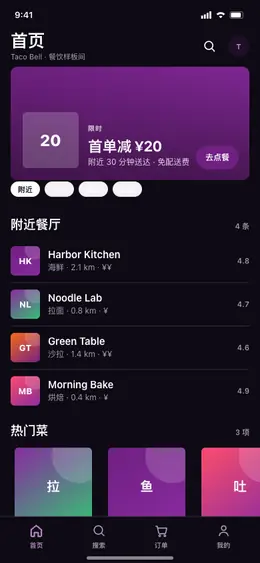 9:41
首页
Taco Bell · 餐饮样板间
T
20
限时
首单减 ¥20
附近 30 分钟送达 · 免配送费
去点餐
附近
附近餐厅
4 条
HK
Harbor Kitchen
海鲜 · 2.1 km · ¥¥
4.8
NL
Noodle Lab
拉面 · 0.8 km · ¥
4.7
GT
Green Table
沙拉 · 1.4 km · ¥¥
4.6
MB
Morning Bake
烘焙 · 0.4 km · ¥
4.9
热门菜
3 项
拉
鱼
吐
首页
搜索
订单
我的